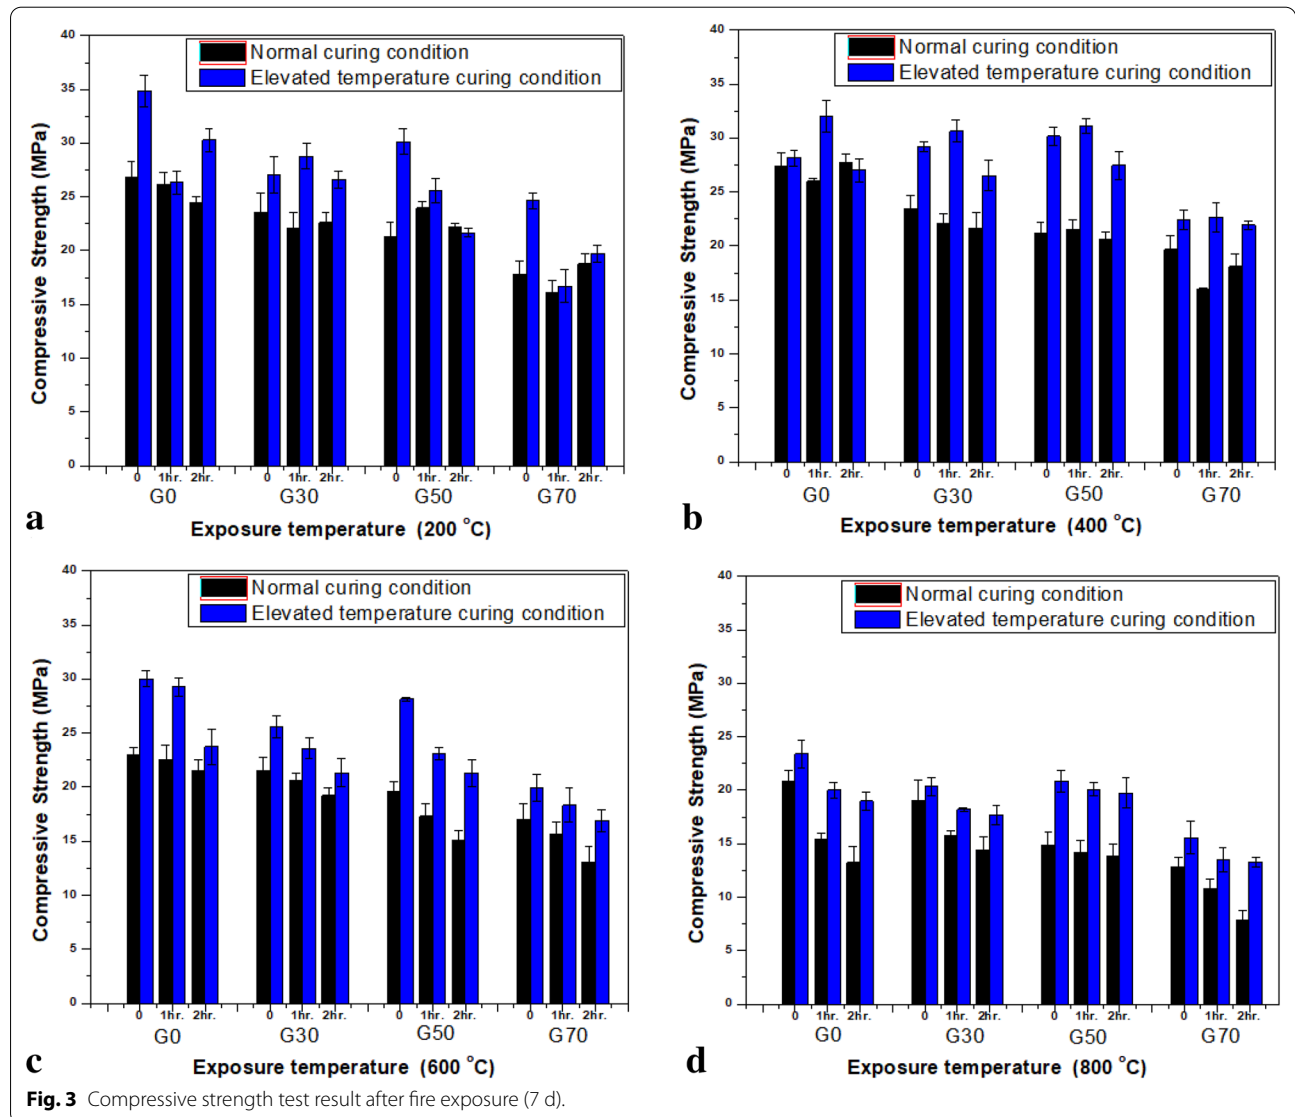 40
35
30
25
20
15
10
5
0
Compressive Strength (MPa)
Normal curing condition
Elevated temperature curing condition
0 1hr. 2hr. 0 1hr. 2hr. 0 1hr. 2hr. 0 1hr. 2hr.
G0 G30 G50 G70
a
Exposure temperature (200 °C)
40
35
30
25
20
15
10
5
0
Compressive Strength (MPa)
Normal curing condition
Elevated temperature curing condition
0 1hr. 2hr. 0 1hr. 2hr. 0 1hr. 2hr. 0 1hr. 2hr.
G0 G30 G50 G70
b
Exposure temperature (400 °C)
40
35
30
25
20
15
10
5
0
Compressive Strength (MPa)
Normal curing condition
Elevated temperature curing condition
0 1hr. 2hr. 0 1hr. 2hr. 0 1hr. 2hr. 0 1hr. 2hr.
G0 G30 G50 G70
c
Exposure temperature (600 °C)
40
35
30
25
20
15
10
5
0
Compressive Strength (MPa)
Normal curing condition
Elevated temperature curing condition
0 1hr. 2hr. 0 1hr. 2hr. 0 1hr. 2hr. 0 1hr. 2hr.
G0 G30 G50 G70
d
Exposure temperature (800 °C)
Fig. 3 Compressive strength test result after fire exposure (7 d).